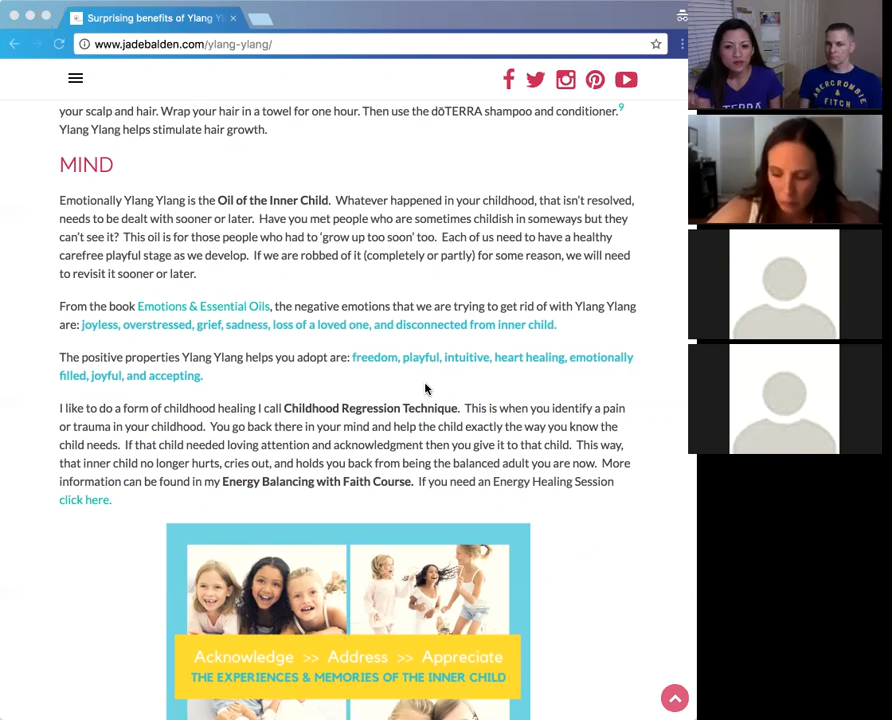 Surprising benefits of Ylang Y
www.jadebalden.com/ylang-ylang/
your scalp and hair. Wrap your hair in a towel for one hour. Then use the dōTERRA shampoo and conditioner.9
Ylang Ylang helps stimulate hair growth.
MIND
Emotionally Ylang Ylang is the Oil of the Inner Child. Whatever happened in your childhood, that isn't resolved,
needs to be dealt with sooner or later. Have you met people who are sometimes childish in someways but they
can't see it? This oil is for those people who had to 'grow up too soon' too. Each of us need to have a healthy
carefree playful stage as we develop. If we are robbed of it (completely or partly) for some reason, we will need
to revisit it sooner or later.
From the book Emotions & Essential Oils, the negative emotions that we are trying to get rid of with Ylang Ylang
are: joyless, overstressed, grief, sadness, loss of a loved one, and disconnected from inner child.
The positive properties Ylang Ylang helps you adopt are: freedom, playful, intuitive, heart healing, emotionally
filled, joyful, and accepting.
I like to do a form of childhood healing I call Childhood Regression Technique. This is when you identify a pain
or trauma in your childhood. You go back there in your mind and help the child exactly the way you know the
child needs. If that child needed loving attention and acknowledgment then you give it to that child. This way,
that inner child no longer hurts, cries out, and holds you back from being the balanced adult you are now. More
information can be found in my Energy Balancing with Faith Course. If you need an Energy Healing Session
click here.
Acknowledge >> Address >> Appreciate
THE EXPERIENCES & MEMORIES OF THE INNER CHILD
TERRA
ABERCROMBIE
& FITCH